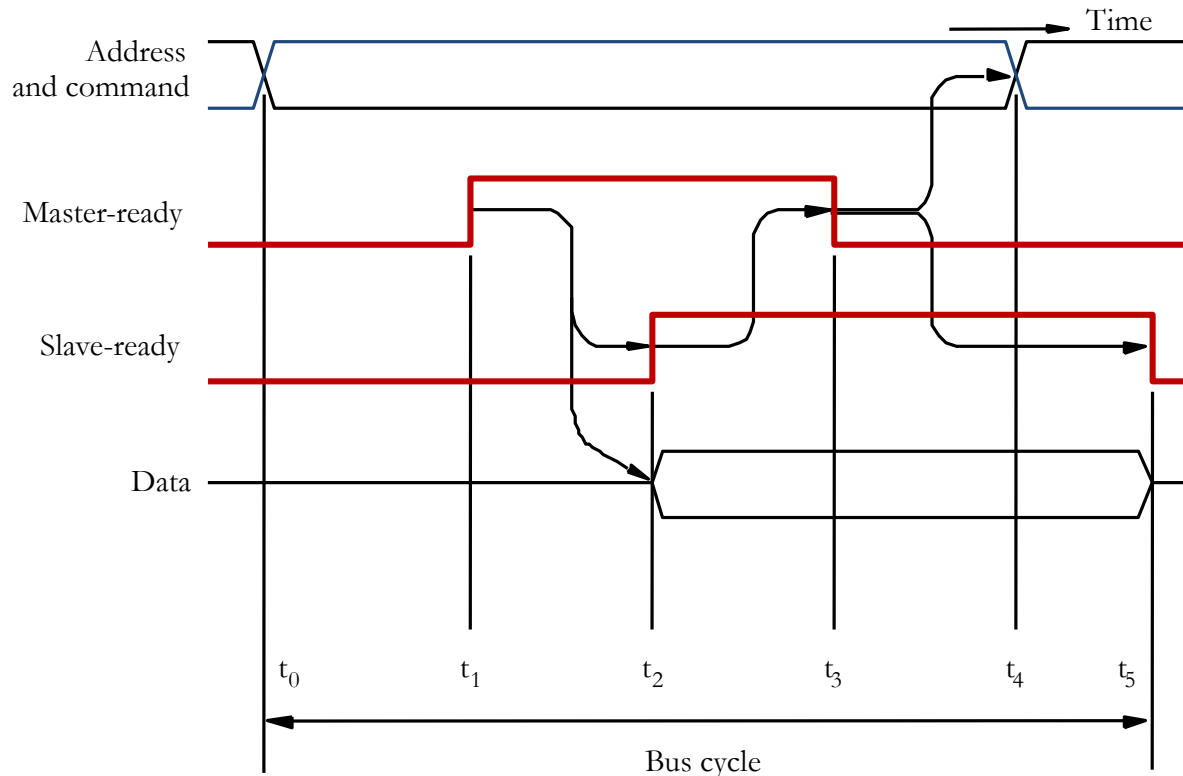 Time
Address
and command
Master-ready
Slave-ready
Data
t0 t1 t2 t3 t4 t5
Bus cycle